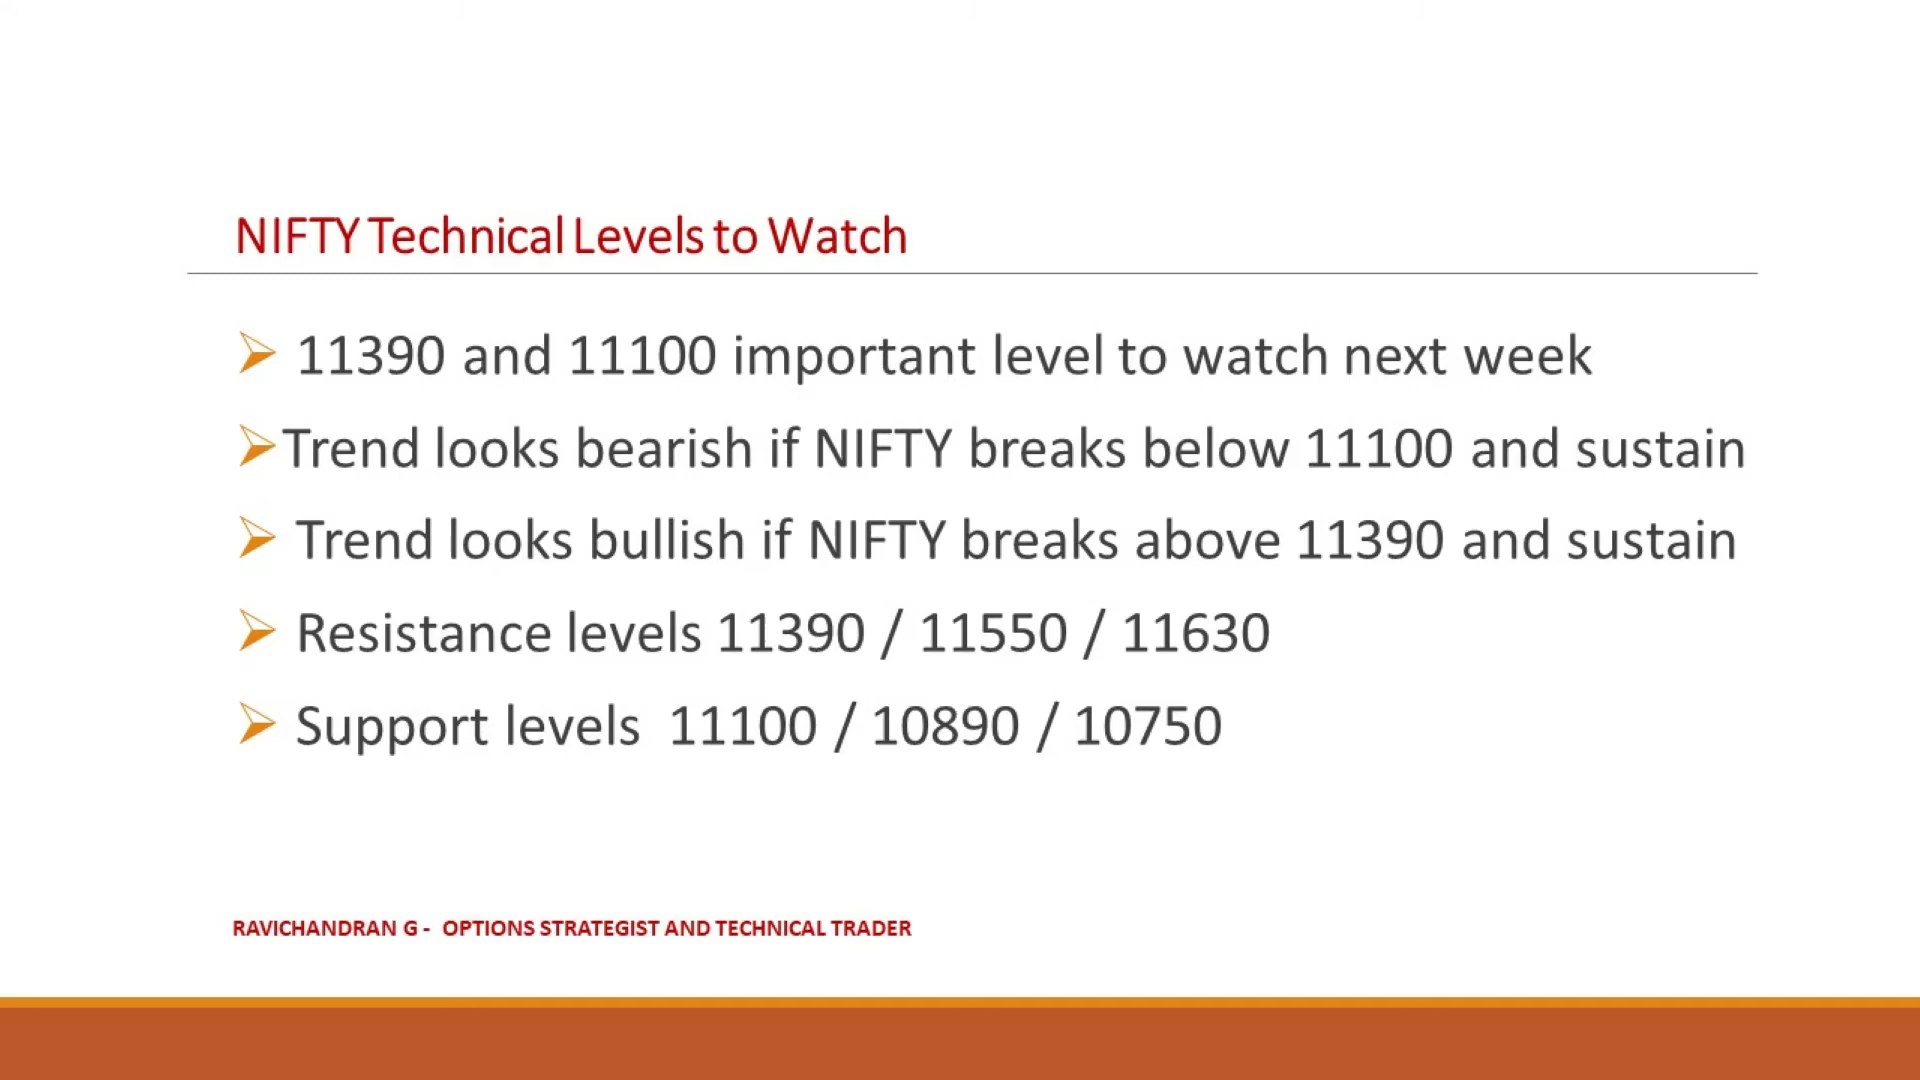 NIFTY Technical Levels to Watch
11390 and 11100 important level to watch next week
Trend looks bearish if NIFTY breaks below 11100 and sustain
Trend looks bullish if NIFTY breaks above 11390 and sustain
Resistance levels 11390 / 11550 / 11630
Support levels 11100 / 10890 / 10750
RAVICHANDRAN G - OPTIONS STRATEGIST AND TECHNICAL TRADER